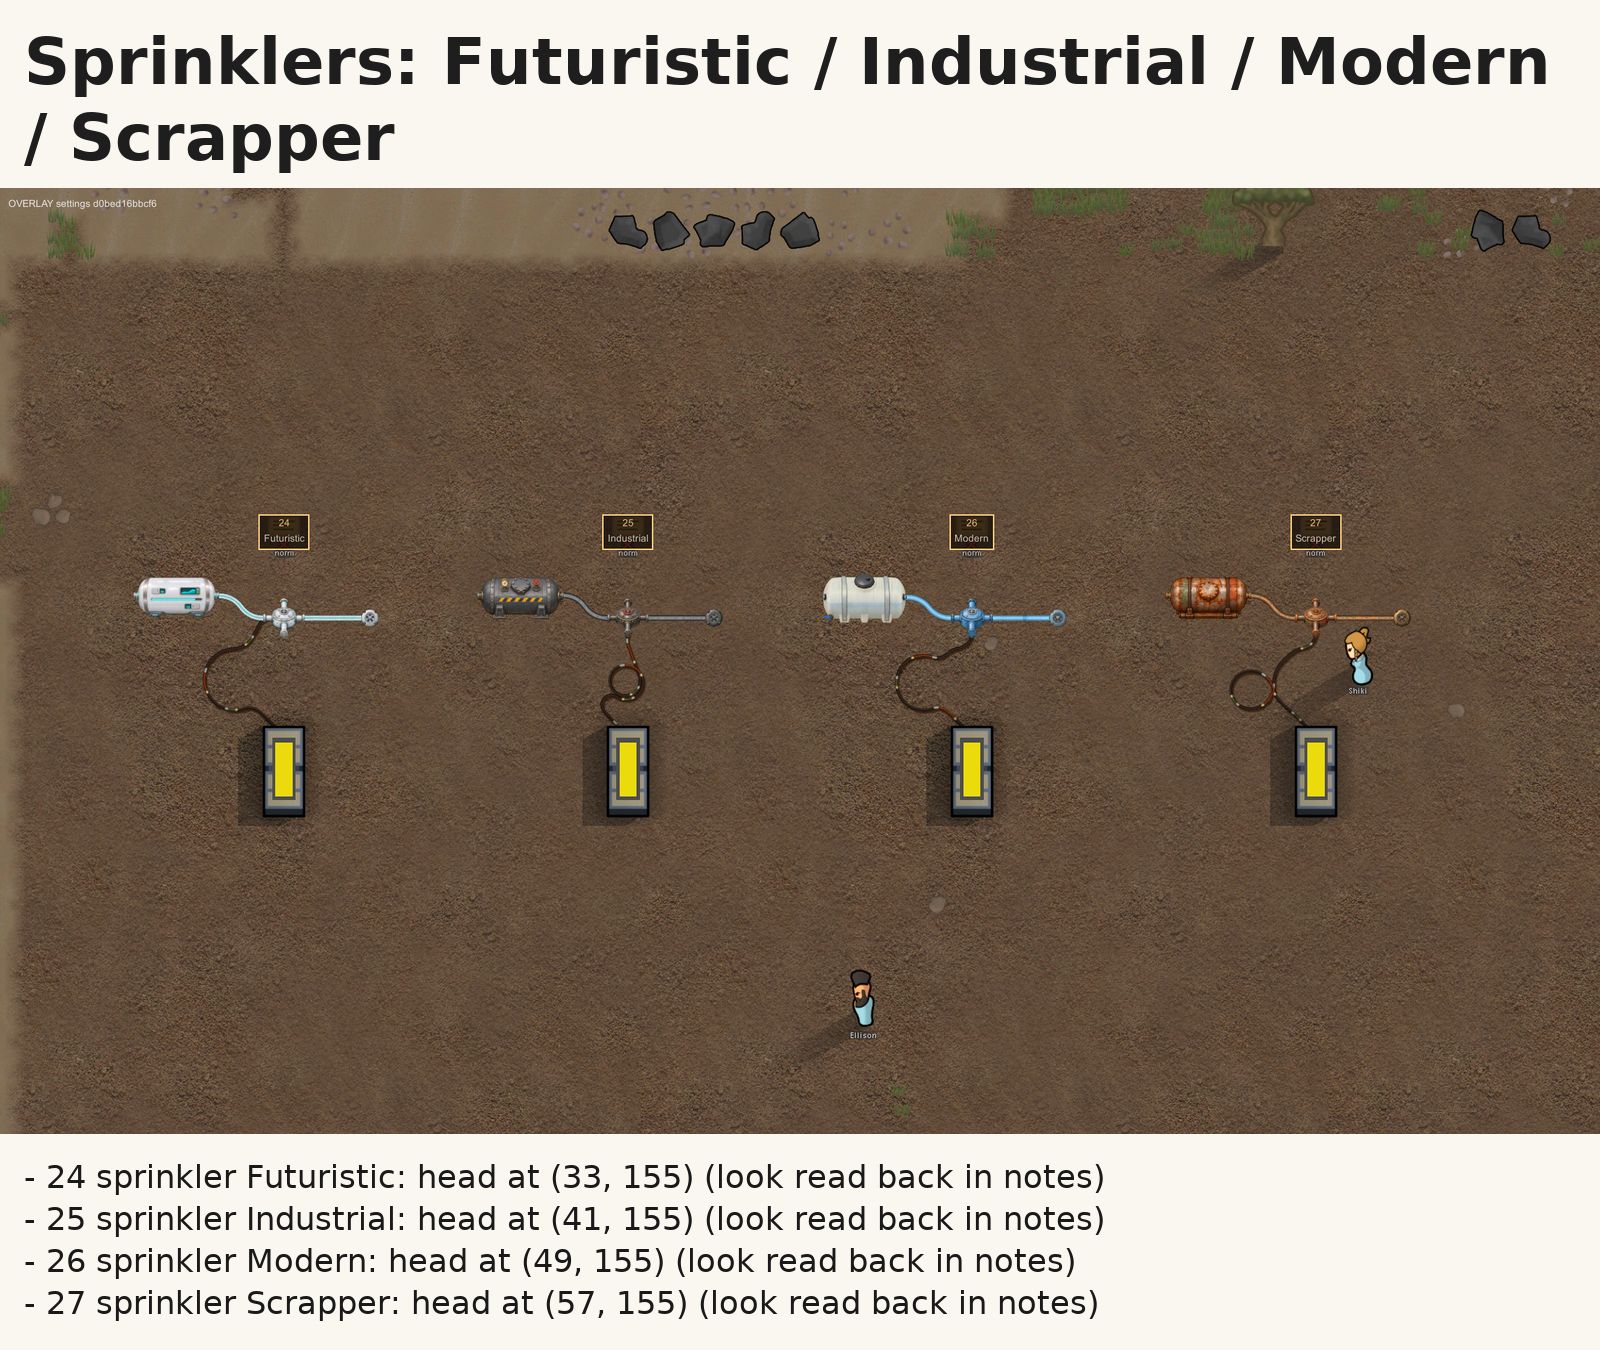 Sprinklers: Futuristic / Industrial / Modern
/ Scrapper
OVERLAY settings d0bed16bbcf6
24
Futuristic
norm
25
Industrial
norm
26
Modern
norm
27
Scrapper
norm
Shiki
Ellison
- 24 sprinkler Futuristic: head at (33, 155) (look read back in notes)
- 25 sprinkler Industrial: head at (41, 155) (look read back in notes)
- 26 sprinkler Modern: head at (49, 155) (look read back in notes)
- 27 sprinkler Scrapper: head at (57, 155) (look read back in notes)